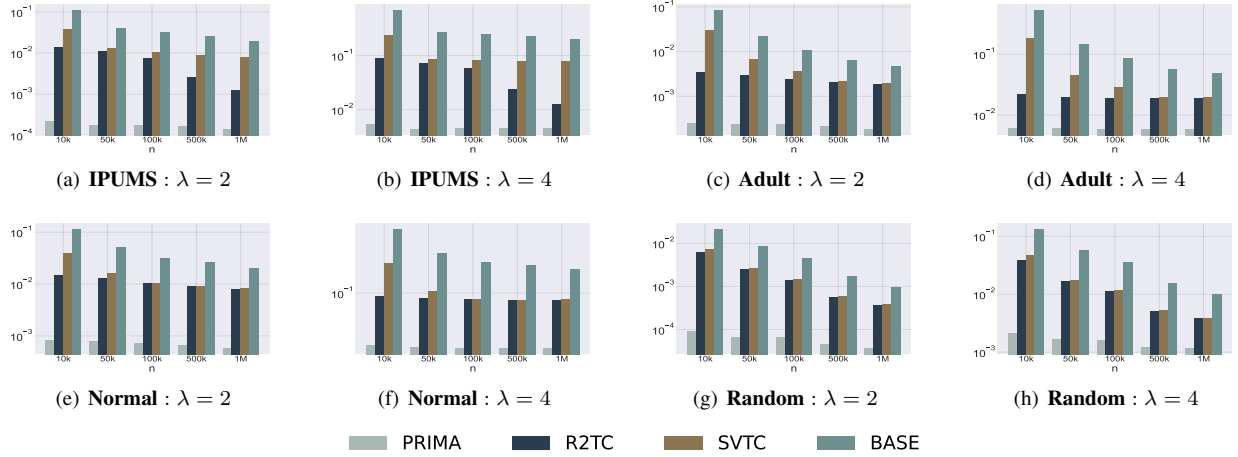 10⁻¹
10⁻²
10⁻³
10⁻⁴
10k 50k 100k 500k 1M
n
(a) IPUMS : λ = 2
10⁻¹
10⁻²
10k 50k 100k 500k 1M
n
(b) IPUMS : λ = 4
10⁻¹
10⁻²
10⁻³
10k 50k 100k 500k 1M
n
(c) Adult : λ = 2
10⁻¹
10⁻²
10k 50k 100k 500k 1M
n
(d) Adult : λ = 4
10⁻¹
10⁻²
10⁻³
10k 50k 100k 500k 1M
n
(e) Normal : λ = 2
10⁻¹
10k 50k 100k 500k 1M
n
(f) Normal : λ = 4
10⁻²
10⁻³
10⁻⁴
10k 50k 100k 500k 1M
n
(g) Random : λ = 2
10⁻¹
10⁻²
10⁻³
10k 50k 100k 500k 1M
n
(h) Random : λ = 4
PRIMA R2TC SVTC BASE